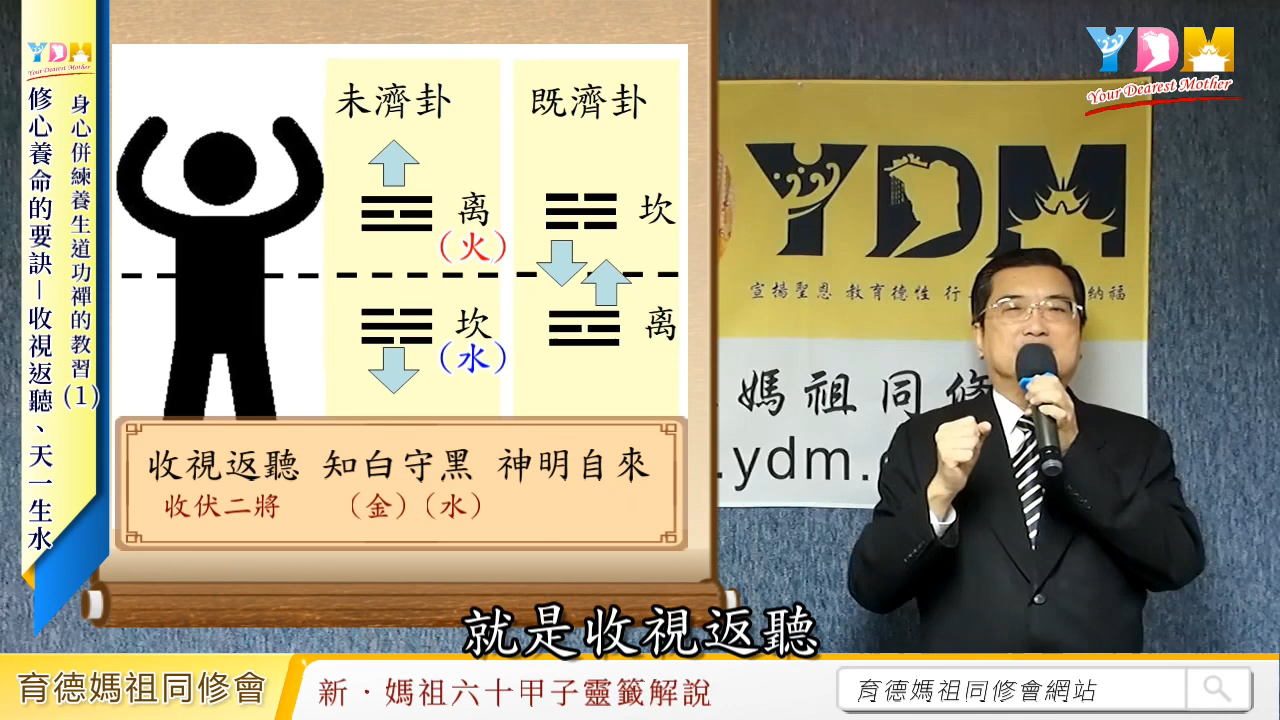 YDM
Your Dearest Mother
身心併練養生道功禪的教習(1)
修心養命的要訣－收視返聽、天一生水
未濟卦
既濟卦
离
(火)
坎
(水)
坎
离
收視返聽 知白守黑 神明自來
收伏二將 (金)(水)
YDM
Your Dearest Mother
YDM
宣揚聖恩 教育德性 行
納福
媽祖同修
.ydm.
就是收視返聽
育德媽祖同修會
新·媽祖六十甲子靈籤解說
育德媽祖同修會網站